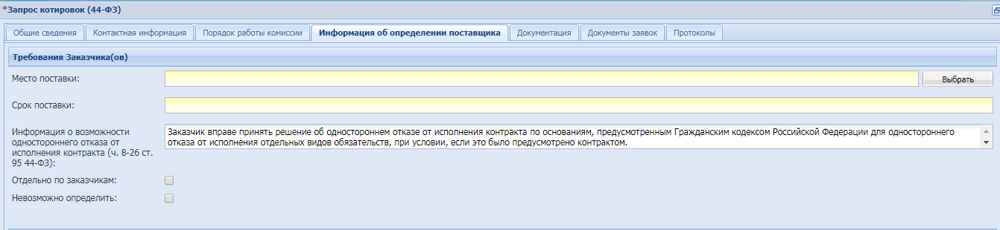 *Запрос котировок (44-ФЗ)
Общие сведения
Контактная информация
Порядок работы комиссии
Информация об определении поставщика
Документация
Документы заявок
Протоколы
Требования Заказчика(ов)
Место поставки:
Выбрать
Срок поставки:
Информация о возможности
одностороннего отказа от
исполнения контракта (ч. 8-26 ст.
95 44-ФЗ):
Заказчик вправе принять решение об одностороннем отказе от исполнения контракта по основаниям, предусмотренным Гражданским кодексом Российской Федерации для одностороннего
отказа от исполнения отдельных видов обязательств, при условии, если это было предусмотрено контрактом.
Отдельно по заказчикам:
Невозможно определить: